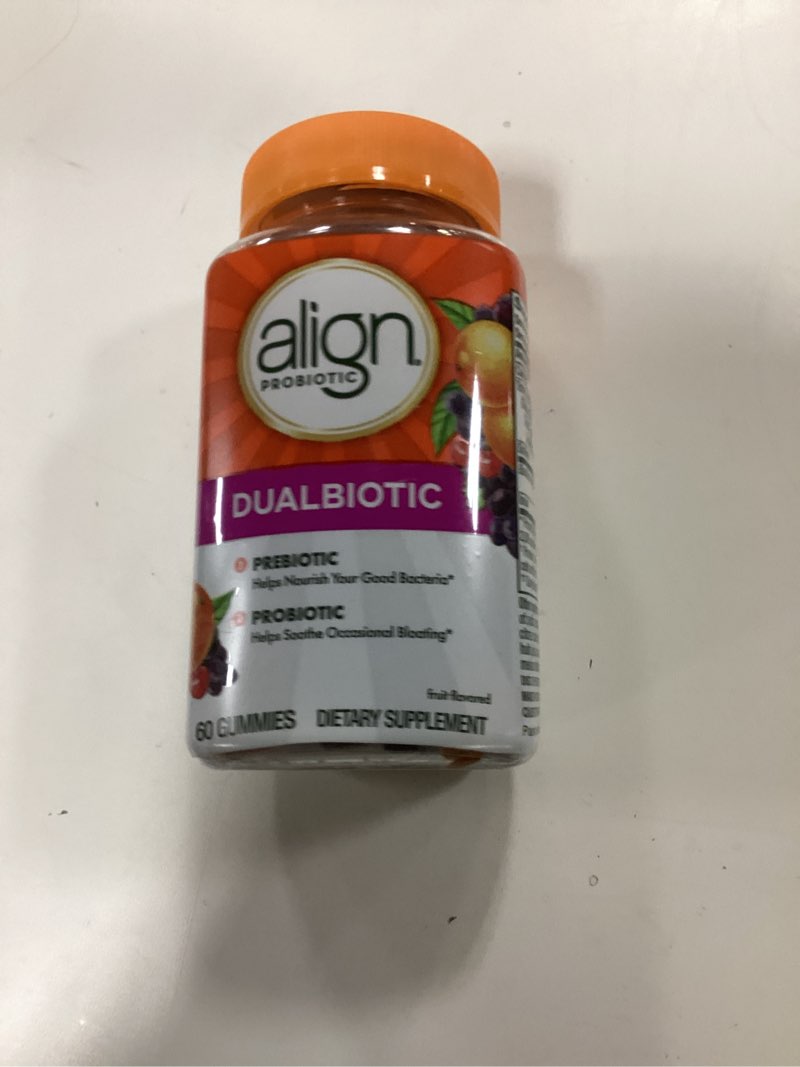 align.
PROBIOTIC
DUALBIOTIC
PREBIOTIC
Helps Nourish Your Good Bacteria*
PROBIOTIC
Helps Soothe Occasional Bloating*
fruit flavored
60 GUMMIES DIETARY SUPPLEMENT